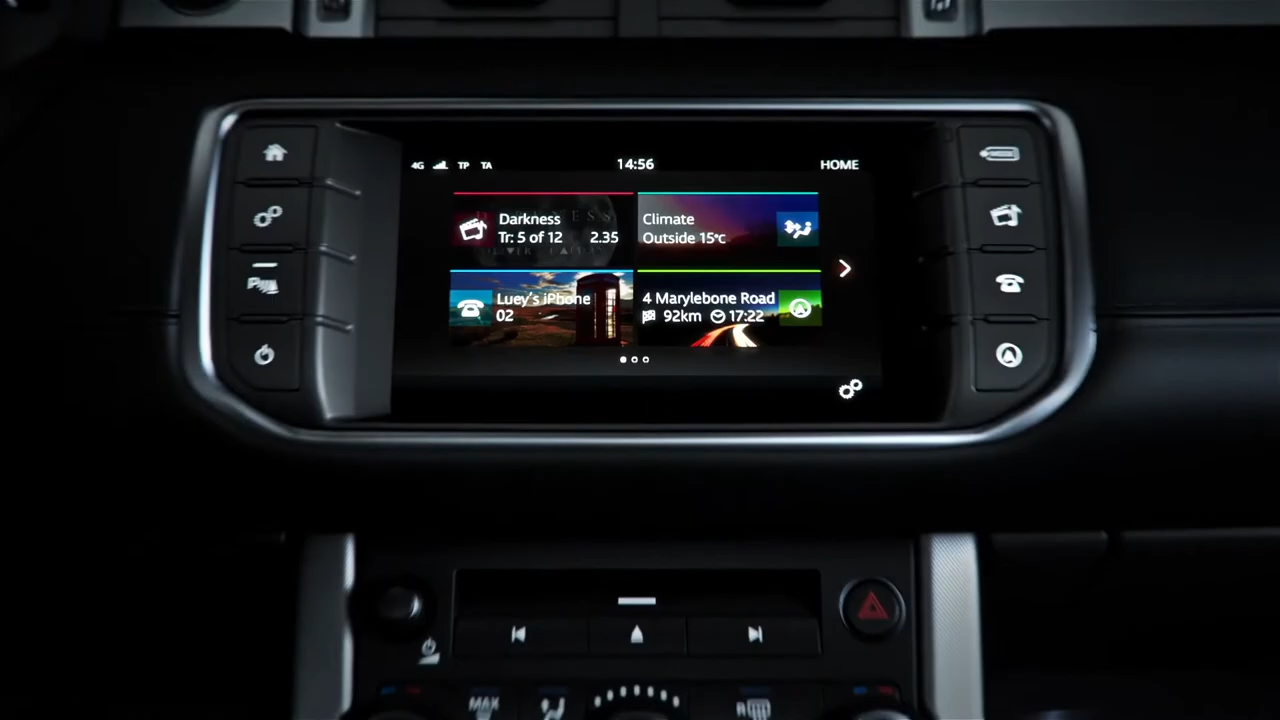 4G TP TA 14:56 HOME
Darkness
Tr: 5 of 12 2.35
Climate
Outside 15°C
Luey's iPhone
02
4 Marylebone Road
92km 17:22
MAX
R